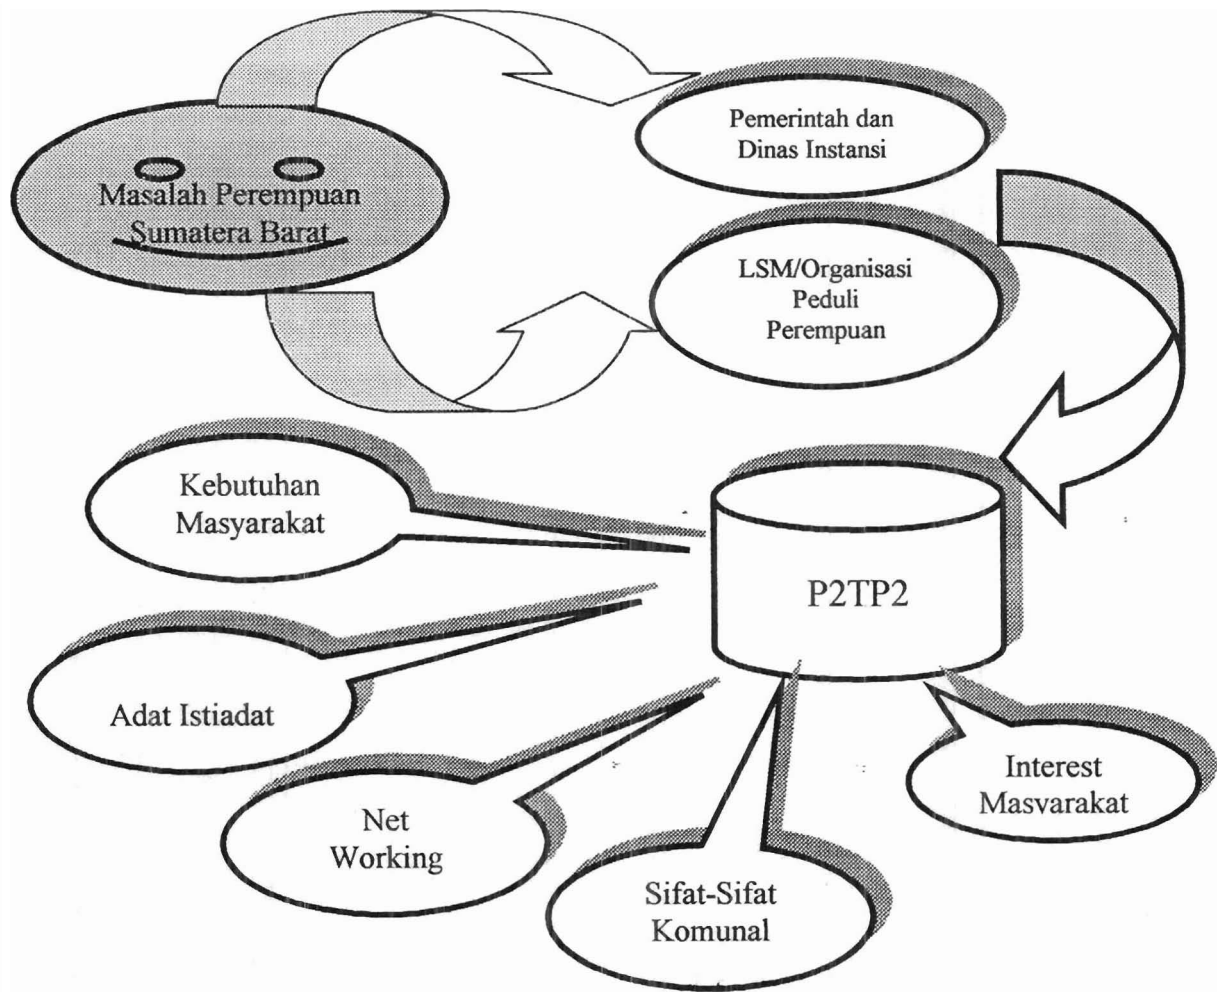 Pemerintah dan
Dinas Instansi
Masalah Perempuan
Sumatera Barat
LSM/Organisasi
Peduli
Perempuan
Kebutuhan
Masyarakat
P2TP2
Adat Istiadat
Net
Working
Interest
Masvarakat
Sifat-Sifat
Komunal